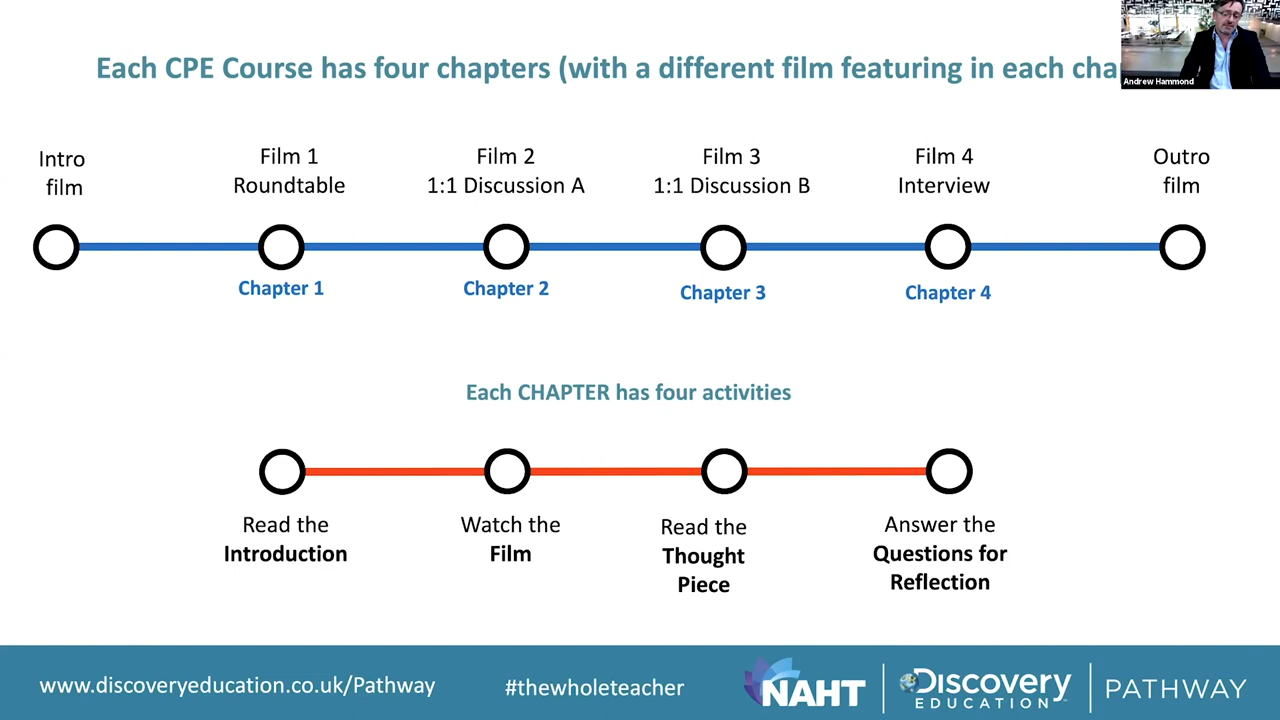 Each CPE Course has four chapters (with a different film featuring in each cha
Andrew Hammond
Intro
film
Film 1
Roundtable
Film 2
1:1 Discussion A
Film 3
1:1 Discussion B
Film 4
Interview
Outro
film
Chapter 1
Chapter 2
Chapter 3
Chapter 4
Each CHAPTER has four activities
Read the
Introduction
Watch the
Film
Read the
Thought
Piece
Answer the
Questions for
Reflection
www.discoveryeducation.co.uk/Pathway
#thewholeteacher
NAHT
Discovery
EDUCATION
PATHWAY